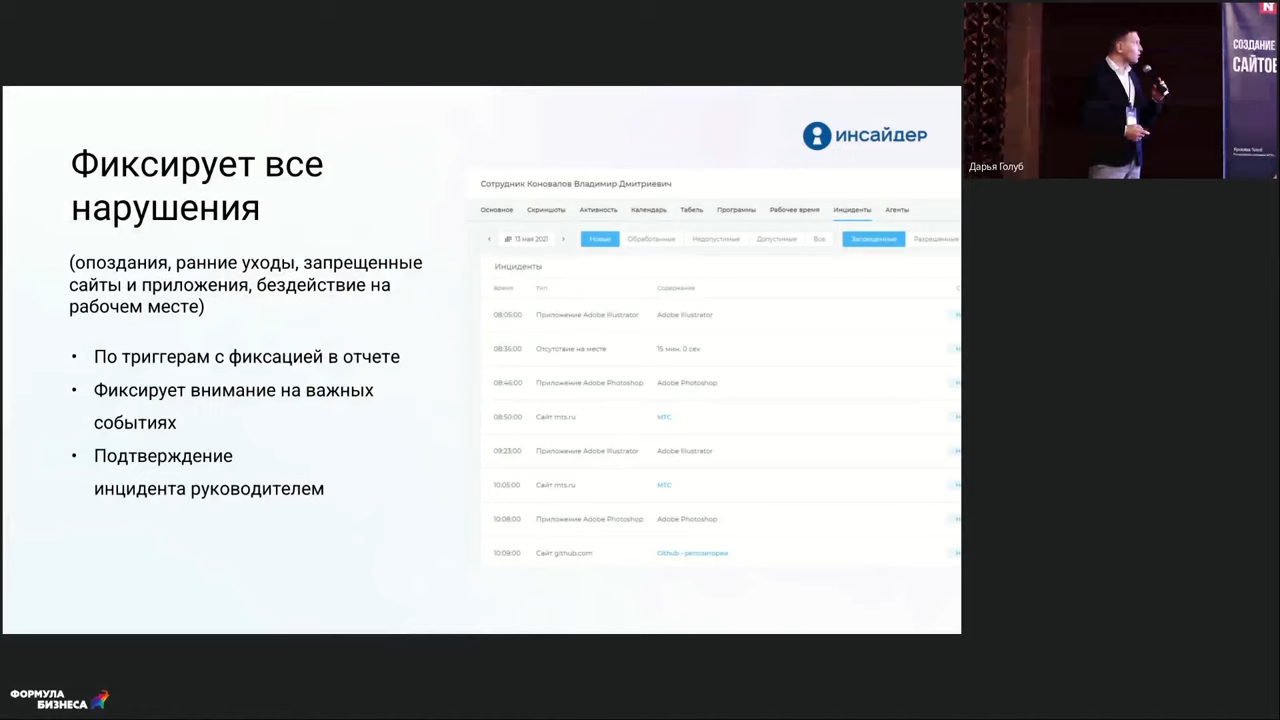 Фиксирует все
нарушения
(опоздания, ранние уходы, запрещенные
сайты и приложения, бездействие на
рабочем месте)
• По триггерам с фиксацией в отчете
• Фиксирует внимание на важных
событиях
• Подтверждение
инцидента руководителем
ИНСАЙДЕР
Сотрудник Коновалов Владимир Дмитриевич
Основное Скриншоты Активность Календарь Табель Программы Рабочее время Инциденты Агенты
13 мая 2021 Новые Обработанные Недопустимые Допустимые Все Запрещенные Разрешенные
Инциденты
Время Тип Содержание С
08:05:00 Приложение Adobe Illustrator Adobe Illustrator Н
08:36:00 Отсутствие на месте 15 мин. 0 сек Н
08:46:00 Приложение Adobe Photoshop Adobe Photoshop Н
08:50:00 Сайт mts.ru МТС Н
09:23:00 Приложение Adobe Illustrator Adobe Illustrator Н
10:05:00 Сайт mts.ru МТС Н
10:08:00 Приложение Adobe Photoshop Adobe Photoshop Н
10:09:00 Сайт github.com Github - репозитории Н
N
СОЗДАНИЕ
САЙТОВ
Дарья Голуб
ФОРМУЛА
БИЗНЕСА